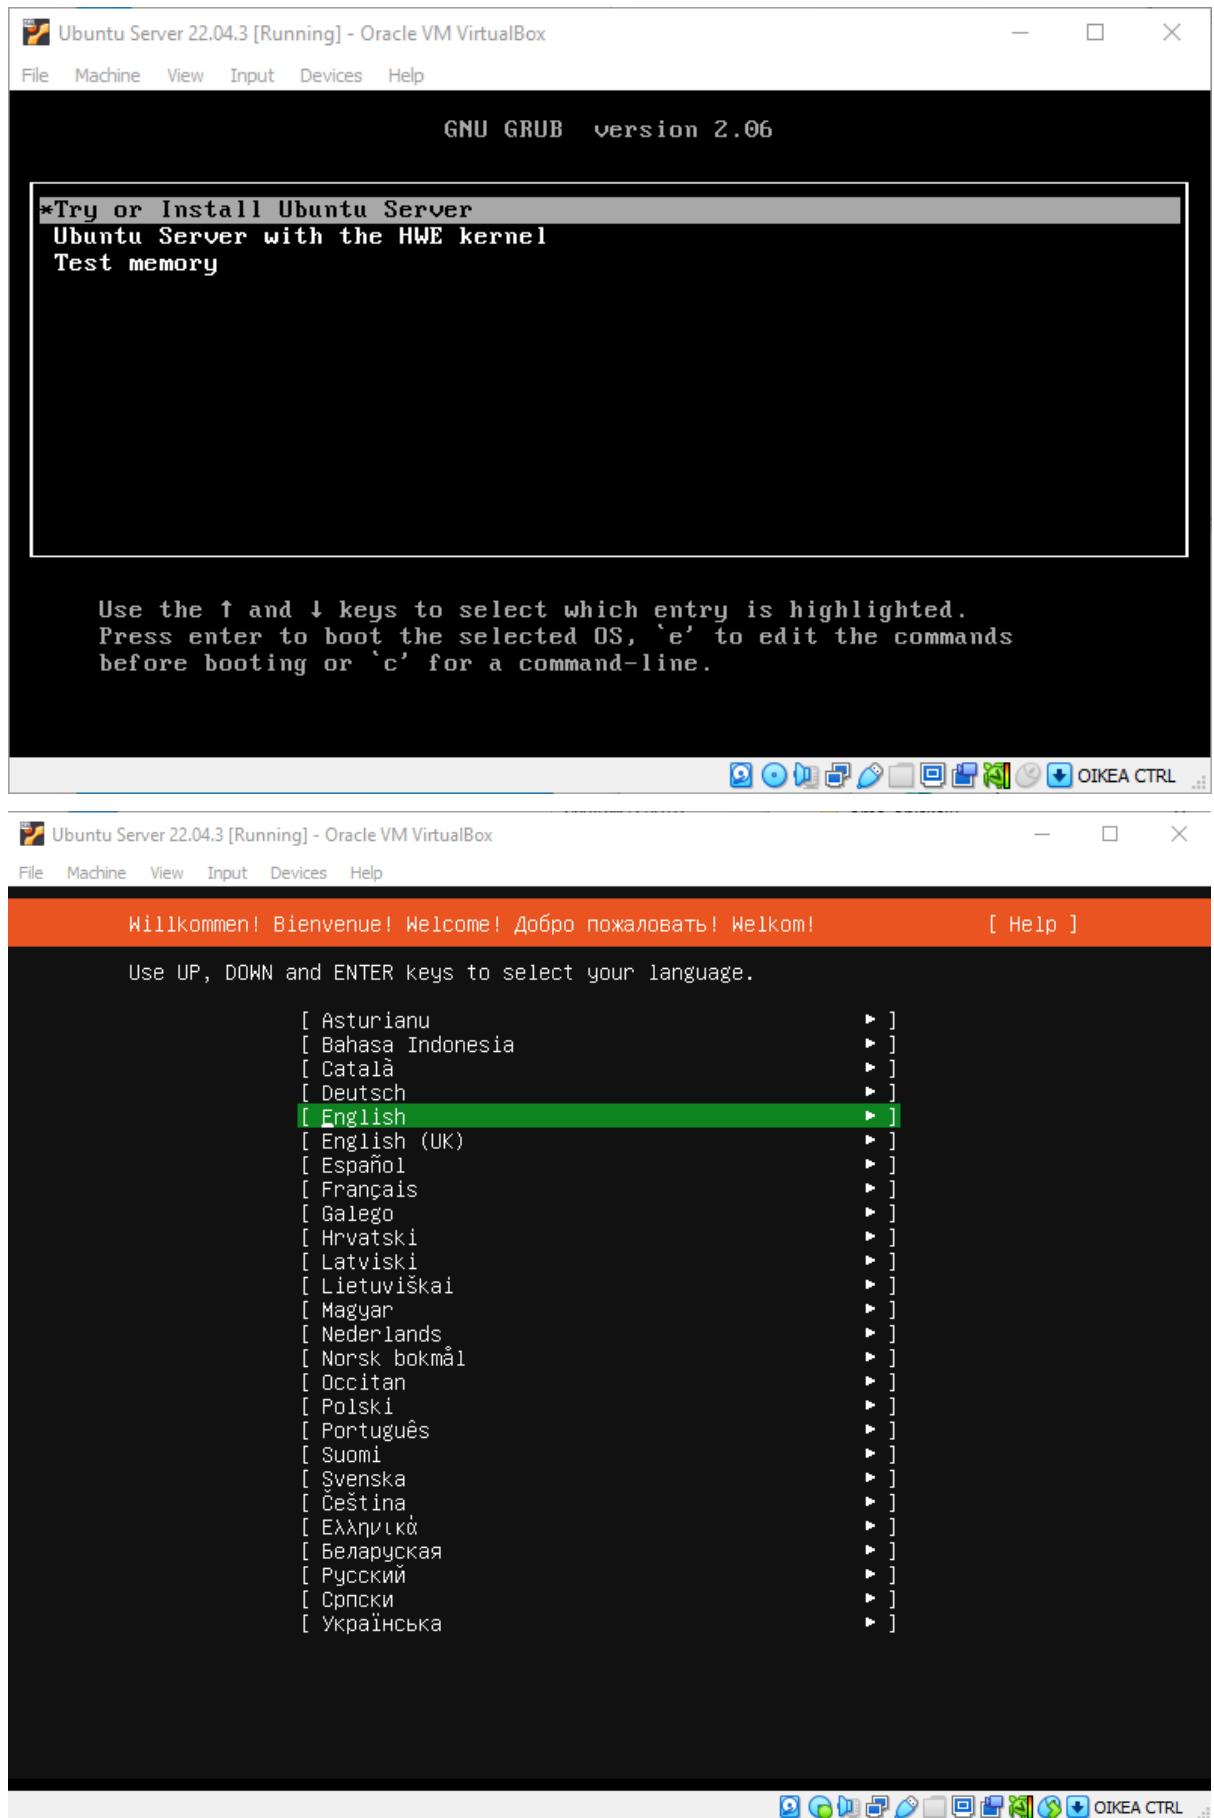 Ubuntu Server 22.04.3 [Running] - Oracle VM VirtualBox
File Machine View Input Devices Help
GNU GRUB version 2.06
*Try or Install Ubuntu Server
Ubuntu Server with the HWE kernel
Test memory
Use the ↑ and ↓ keys to select which entry is highlighted.
Press enter to boot the selected OS, `e' to edit the commands
before booting or `c' for a command-line.
OIKEA CTRL
Ubuntu Server 22.04.3 [Running] - Oracle VM VirtualBox
File Machine View Input Devices Help
Willkommen! Bienvenue! Welcome! Добро пожаловать! Welkom! [ Help ]
Use UP, DOWN and ENTER keys to select your language.
[ Asturianu ► ]
[ Bahasa Indonesia ► ]
[ Català ► ]
[ Deutsch ► ]
[ English ► ]
[ English (UK) ► ]
[ Español ► ]
[ Français ► ]
[ Galego ► ]
[ Hrvatski ► ]
[ Latviski ► ]
[ Lietuviškai ► ]
[ Magyar ► ]
[ Nederlands ► ]
[ Norsk bokmål ► ]
[ Occitan ► ]
[ Polski ► ]
[ Português ► ]
[ Suomi ► ]
[ Svenska ► ]
[ Čeština ► ]
[ Ελληνικά ► ]
[ Беларуская ► ]
[ Русский ► ]
[ Српски ► ]
[ Українська ► ]
OIKEA CTRL